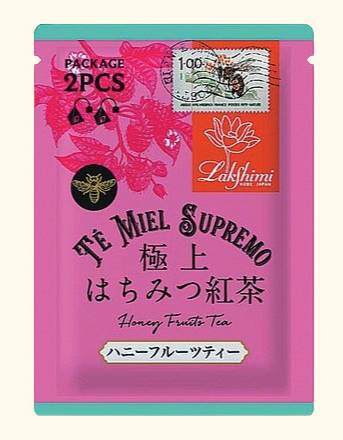 PACKAGE
2PCS
1·00
Lakshimi
KOBE, JAPAN
TÉ MIEL SUPREMO
極上
はちみつ紅茶
Honey Fruits Tea
ハニーフルーツティー